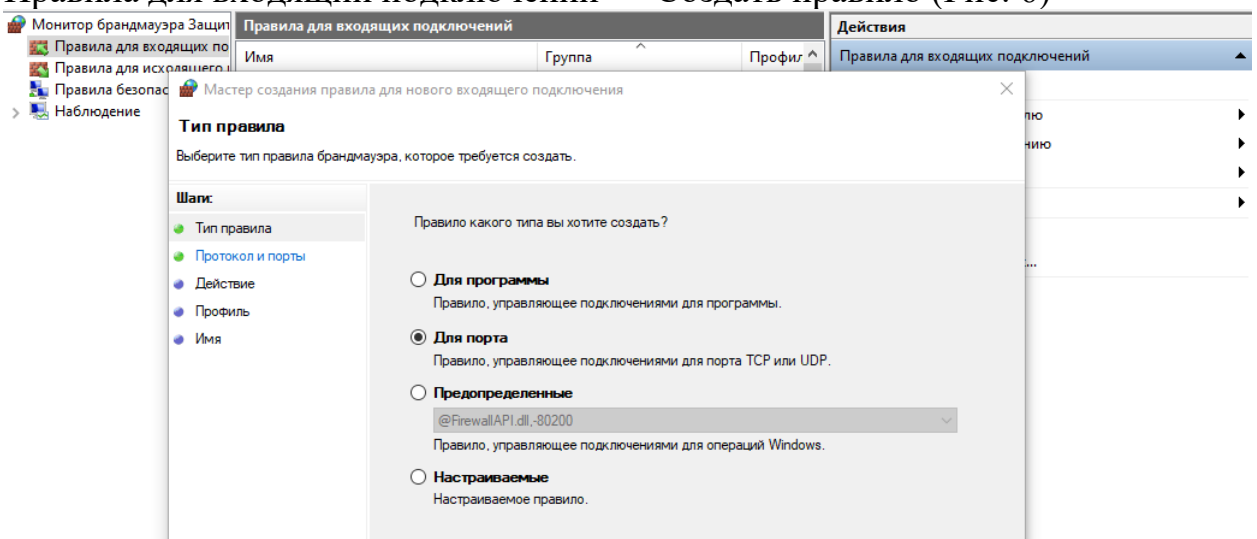 Монитор брандмауэра Защит
Правила для входящих по
Правила для исходящего
Правила безопас
Наблюдение
Правила для входящих подключений
Имя Группа Профил
Действия
Правила для входящих подключений
лю
нию
...
Мастер создания правила для нового входящего подключения
Тип правила
Выберите тип правила брандмауэра, которое требуется создать.
Шаги:
Тип правила
Протокол и порты
Действие
Профиль
Имя
Правило какого типа вы хотите создать?
Для программы
Правило, управляющее подключениями для программы.
Для порта
Правило, управляющее подключениями для порта TCP или UDP.
Предопределенные
@FirewallAPI.dll,-80200
Правило, управляющее подключениями для операций Windows.
Настраиваемые
Настраиваемое правило.